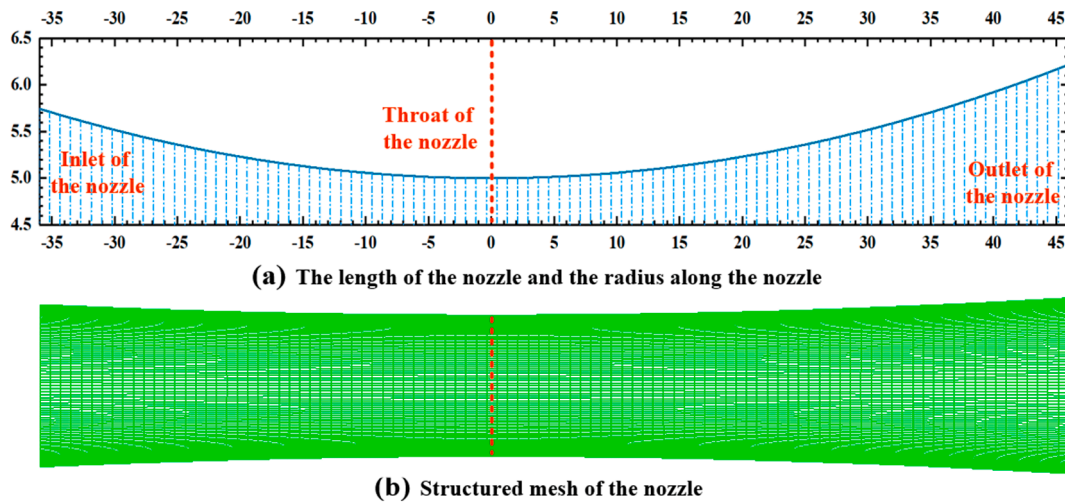 -35 -30 -25 -20 -15 -10 -5 0 5 10 15 20 25 30 35 40 45
6.5
6.0
5.5
5.0
4.5
Throat of
the nozzle
Inlet of
the nozzle
Outlet of
the nozzle
-35 -30 -25 -20 -15 -10 -5 0 5 10 15 20 25 30 35 40 45
(a) The length of the nozzle and the radius along the nozzle
(b) Structured mesh of the nozzle